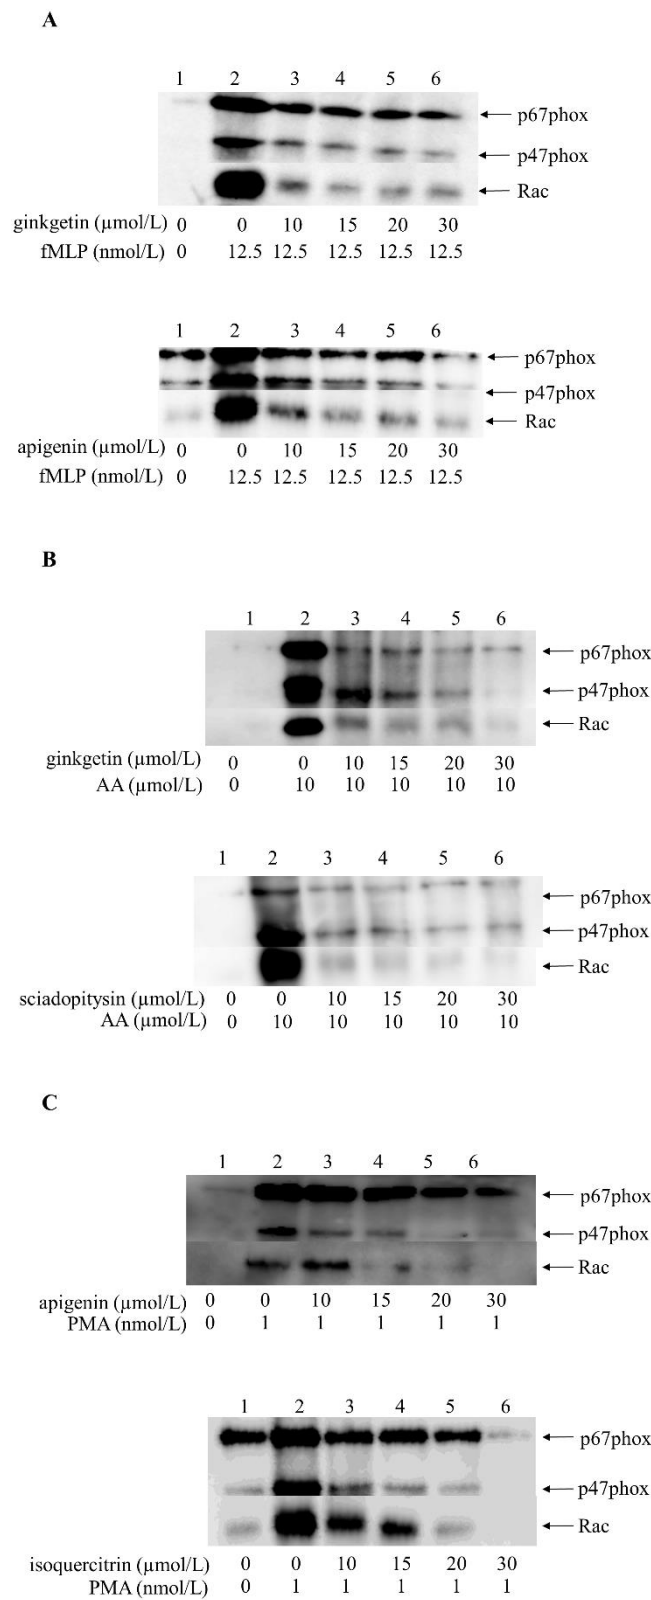 A
1 2 3 4 5 6
p67phox
p47phox
Rac
ginkgetin (µmol/L) 0 0 10 15 20 30
fMLP (nmol/L) 0 12.5 12.5 12.5 12.5 12.5
1 2 3 4 5 6
p67phox
p47phox
Rac
apigenin (µmol/L) 0 0 10 15 20 30
fMLP (nmol/L) 0 12.5 12.5 12.5 12.5 12.5
B
1 2 3 4 5 6
p67phox
p47phox
Rac
ginkgetin (µmol/L) 0 0 10 15 20 30
AA (µmol/L) 0 10 10 10 10 10
1 2 3 4 5 6
p67phox
p47phox
Rac
sciadopitysin (µmol/L) 0 0 10 15 20 30
AA (µmol/L) 0 10 10 10 10 10
C
1 2 3 4 5 6
p67phox
p47phox
Rac
apigenin (µmol/L) 0 0 10 15 20 30
PMA (nmol/L) 0 1 1 1 1 1
1 2 3 4 5 6
p67phox
p47phox
Rac
isoquercitrin (µmol/L) 0 0 10 15 20 30
PMA (nmol/L) 0 1 1 1 1 1